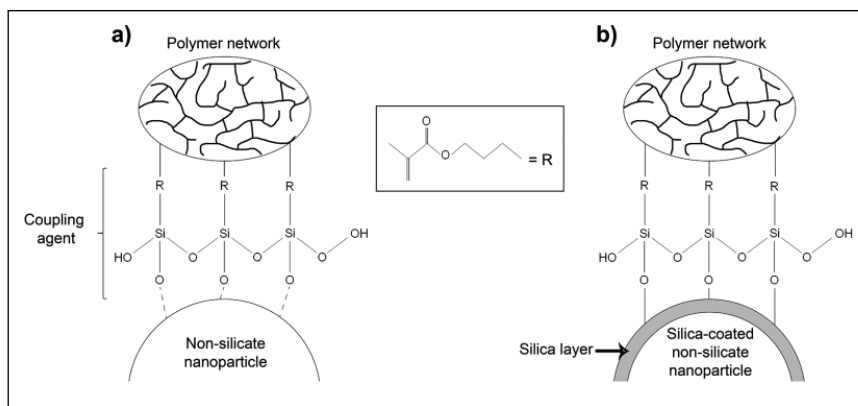 a)
Polymer network
R R R
Coupling agent
Si Si Si
HO O O O OH
O O O
Non-silicate
nanoparticle
O
O
= R
b)
Polymer network
R R R
Si Si Si
HO O O O OH
O O O
Silica layer
Silica-coated
non-silicate
nanoparticle